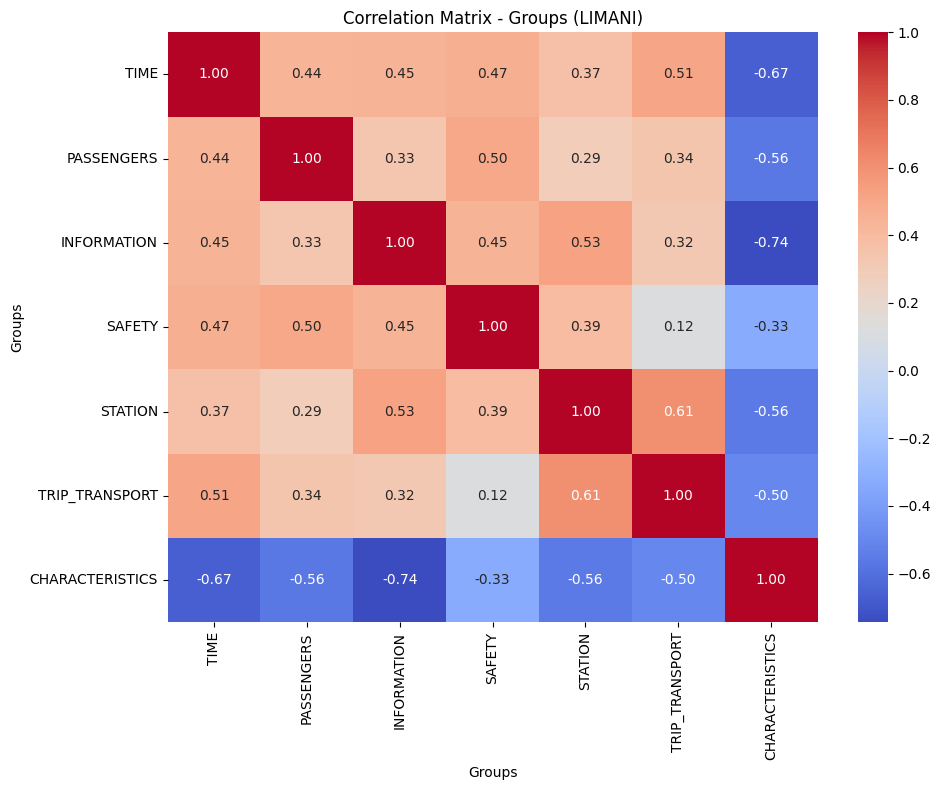 Correlation Matrix - Groups (LIMANI)
Groups
TIME 1.00 0.44 0.45 0.47 0.37 0.51 -0.67
PASSENGERS 0.44 1.00 0.33 0.50 0.29 0.34 -0.56
INFORMATION 0.45 0.33 1.00 0.45 0.53 0.32 -0.74
SAFETY 0.47 0.50 0.45 1.00 0.39 0.12 -0.33
STATION 0.37 0.29 0.53 0.39 1.00 0.61 -0.56
TRIP_TRANSPORT 0.51 0.34 0.32 0.12 0.61 1.00 -0.50
CHARACTERISTICS -0.67 -0.56 -0.74 -0.33 -0.56 -0.50 1.00
TIME
PASSENGERS
INFORMATION
SAFETY
STATION
TRIP_TRANSPORT
CHARACTERISTICS
Groups
1.0
0.8
0.6
0.4
0.2
0.0
−0.2
−0.4
−0.6